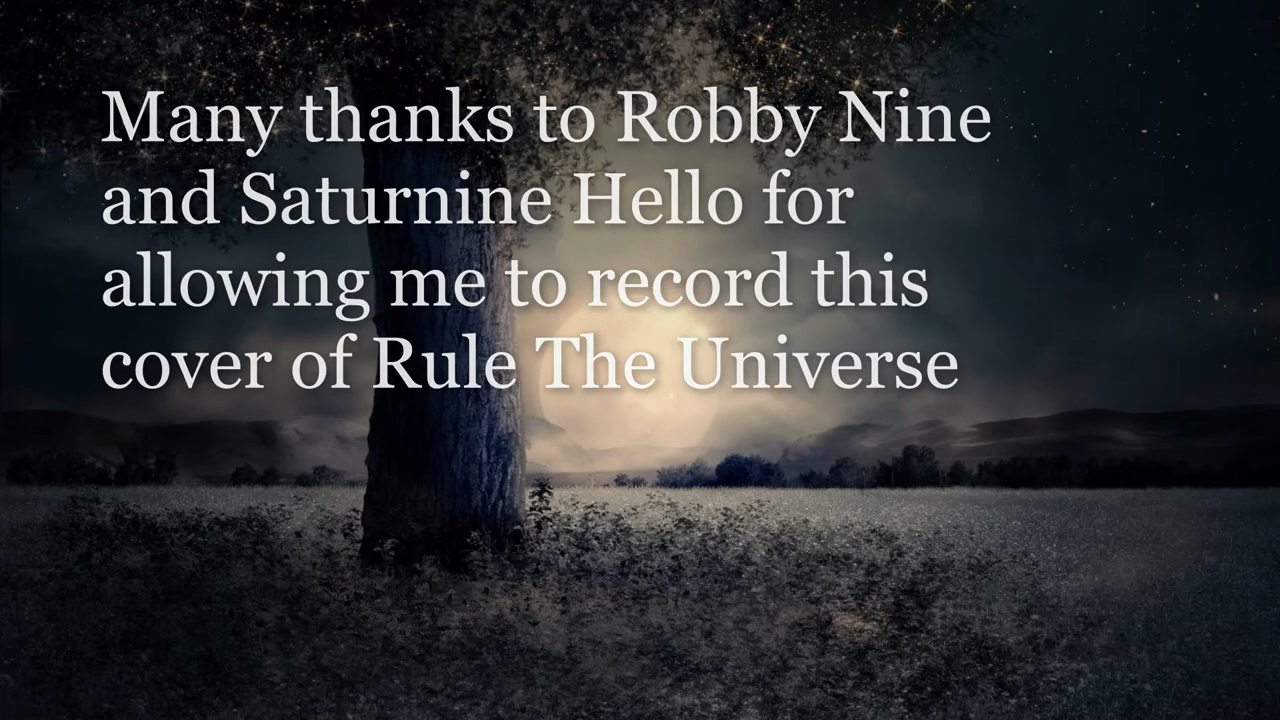 Many thanks to Robby Nine
and Saturnine Hello for
allowing me to record this
cover of Rule The Universe